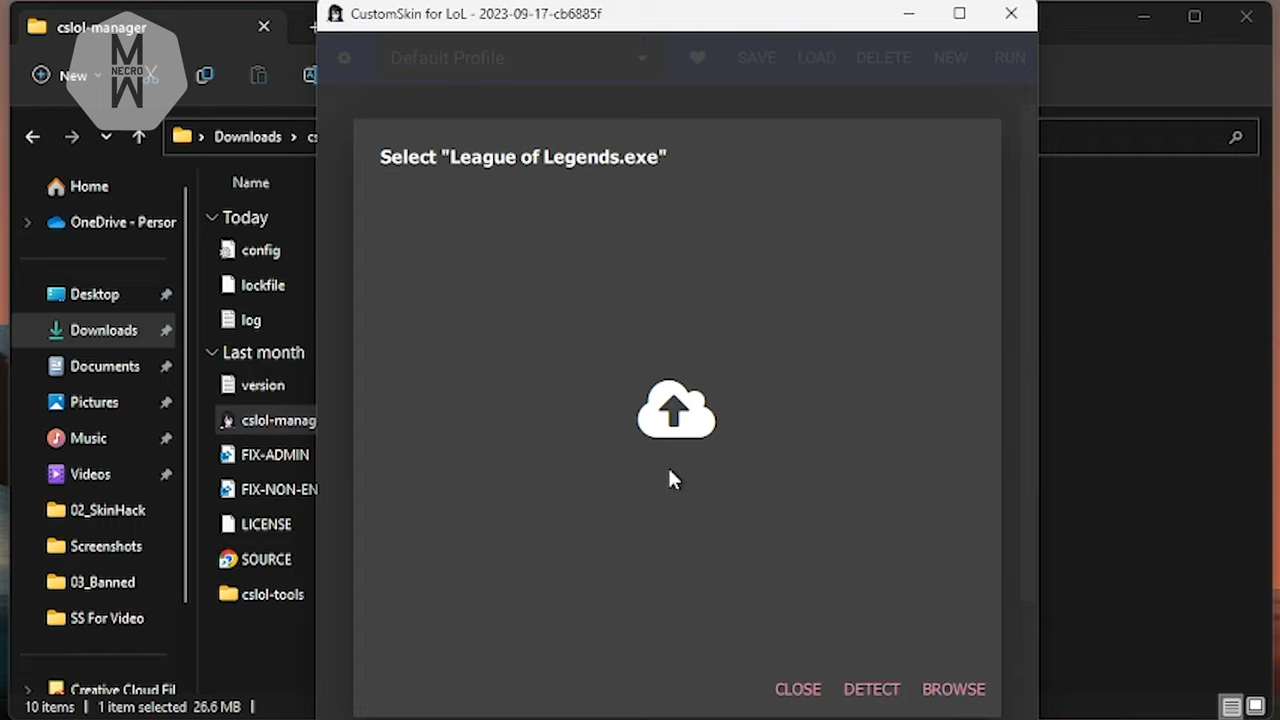 cslol-manager
CustomSkin for LoL - 2023-09-17-cb6885f
M
NECRO
M
New
Default Profile
SAVE
LOAD
DELETE
NEW
RUN
Downloads
cs
Select "League of Legends.exe"
Home
OneDrive - Persor
Desktop
Downloads
Documents
Pictures
Music
Videos
02_SkinHack
Screenshots
03_Banned
SS For Video
Creative Cloud Fil
Name
Today
config
lockfile
log
Last month
version
cslol-manag
FIX-ADMIN
FIX-NON-EN
LICENSE
SOURCE
cslol-tools
CLOSE
DETECT
BROWSE
10 items
1 item selected 26.6 MB